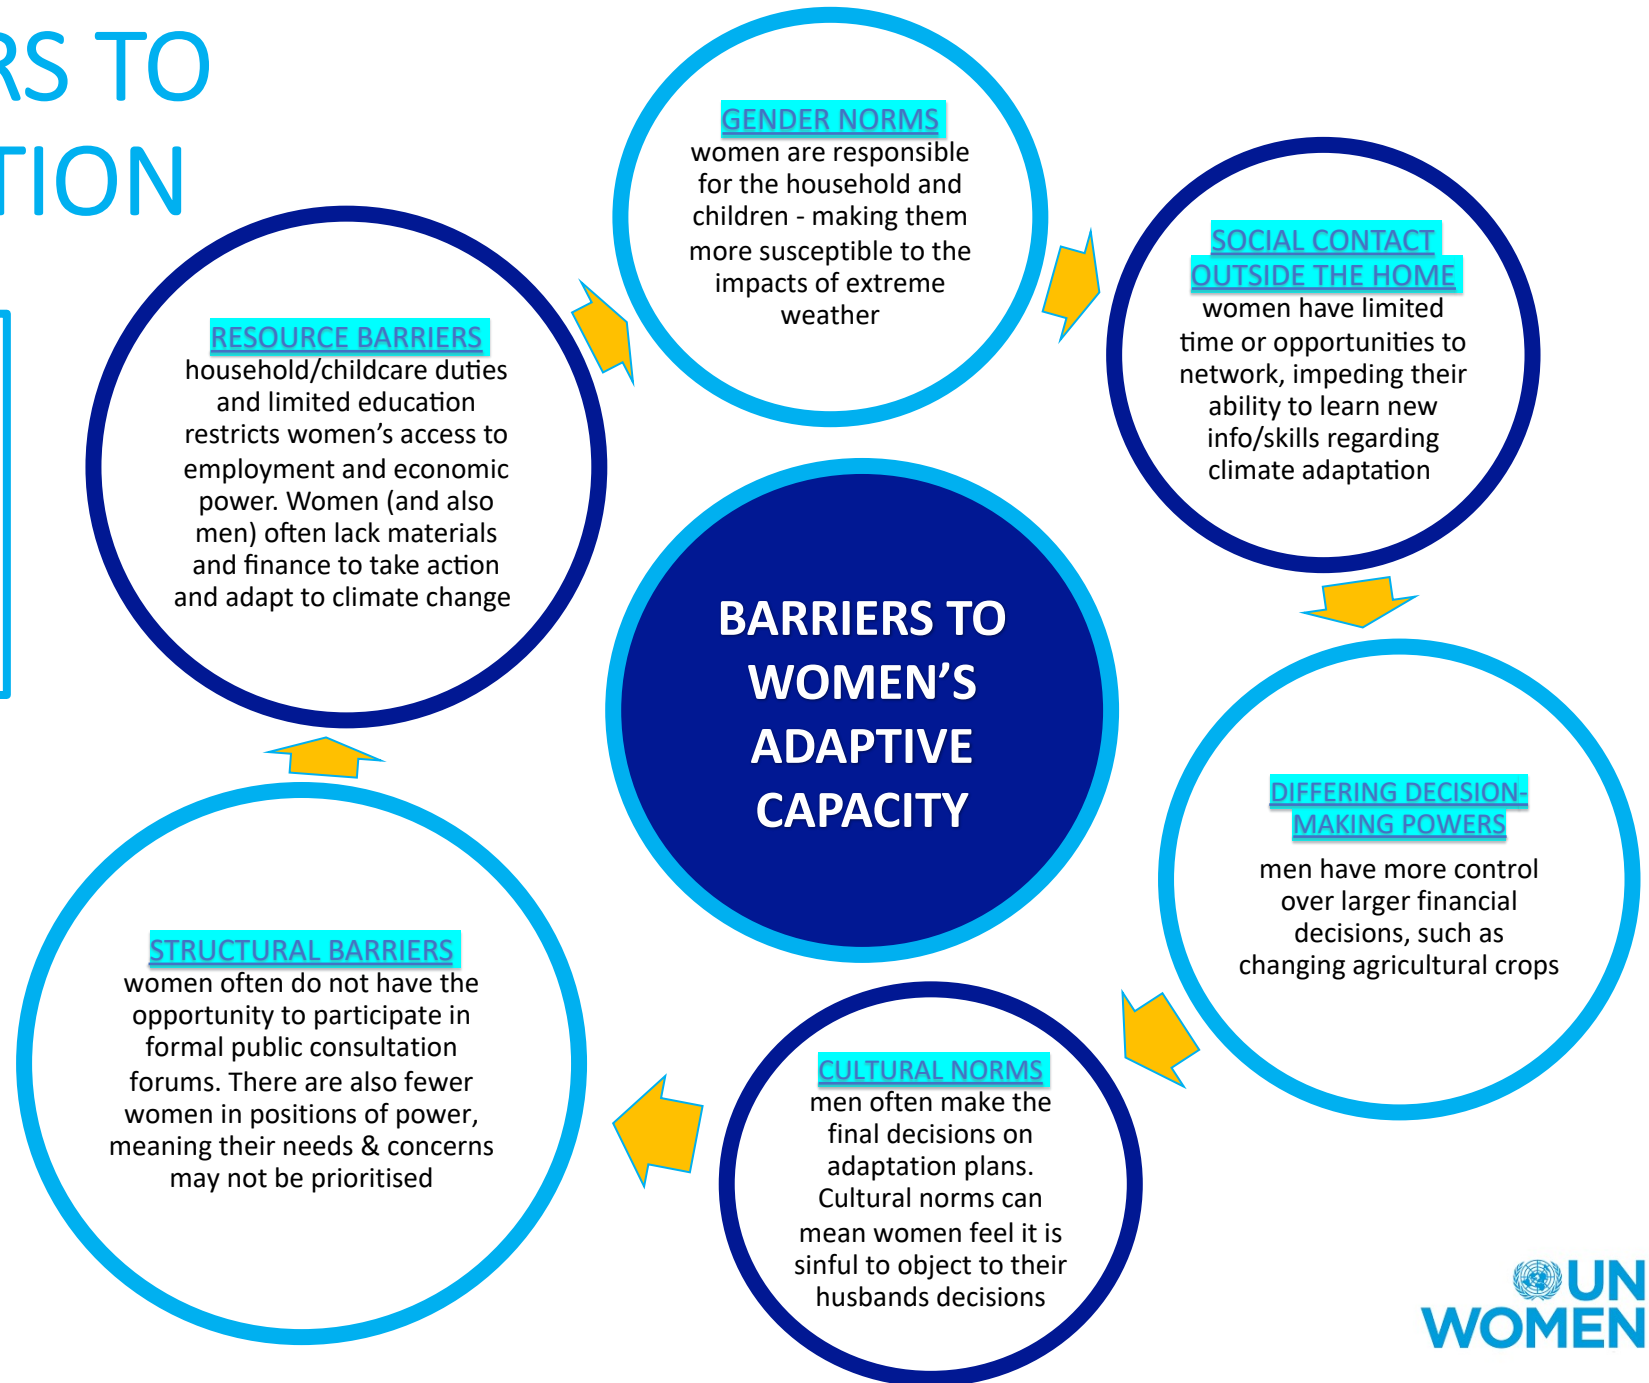 RS TO
TION
GENDER NORMS
women are responsible
for the household and
children - making them
more susceptible to the
impacts of extreme
weather
SOCIAL CONTACT
OUTSIDE THE HOME
women have limited
time or opportunities to
network, impeding their
ability to learn new
info/skills regarding
climate adaptation
DIFFERING DECISION-
MAKING POWERS
men have more control
over larger financial
decisions, such as
changing agricultural crops
CULTURAL NORMS
men often make the
final decisions on
adaptation plans.
Cultural norms can
mean women feel it is
sinful to object to their
husbands decisions
STRUCTURAL BARRIERS
women often do not have the
opportunity to participate in
formal public consultation
forums. There are also fewer
women in positions of power,
meaning their needs & concerns
may not be prioritised
RESOURCE BARRIERS
household/childcare duties
and limited education
restricts women’s access to
employment and economic
power. Women (and also
men) often lack materials
and finance to take action
and adapt to climate change
BARRIERS TO
WOMEN’S
ADAPTIVE
CAPACITY
UN
WOMEN